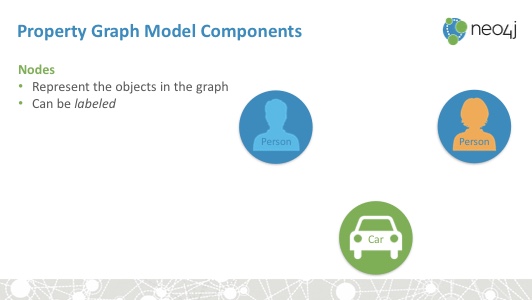 Property Graph Model Components
neo4j
Nodes
• Represent the objects in the graph
• Can be labeled
Person
Person
Car